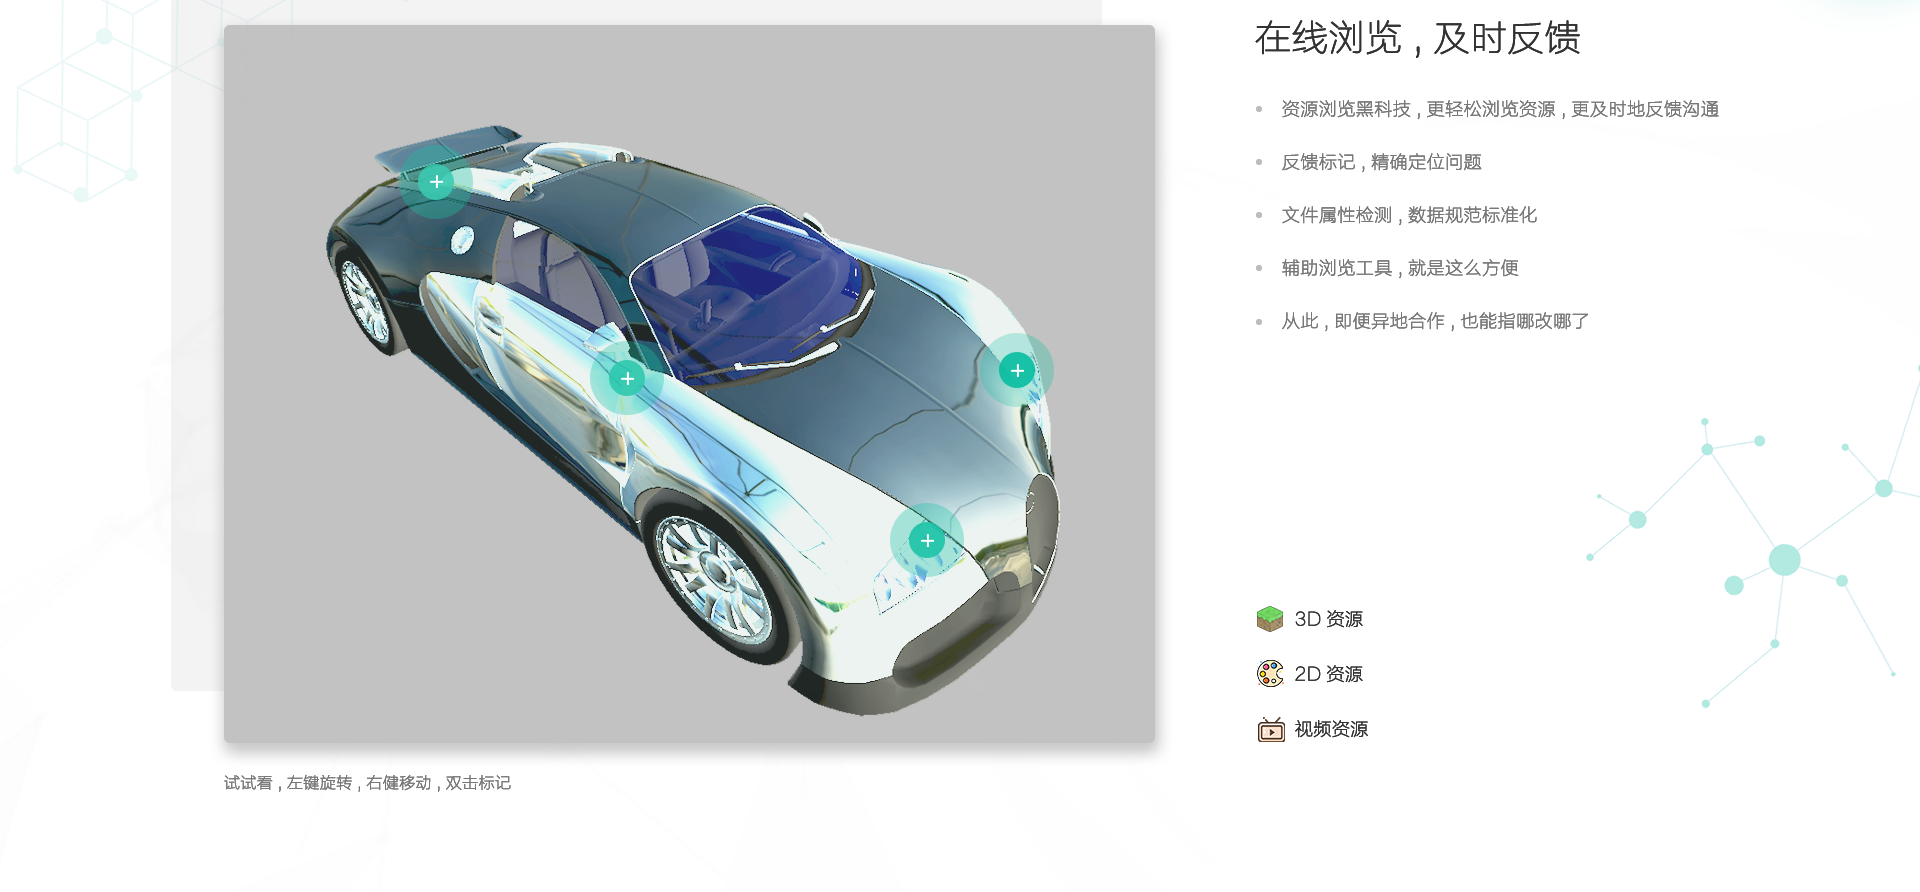 在线浏览 , 及时反馈
资源浏览黑科技 , 更轻松浏览资源 , 更及时地反馈沟通
反馈标记 , 精确定位问题
文件属性检测 , 数据规范标准化
辅助浏览工具 , 就是这么方便
从此 , 即便异地合作 , 也能指哪改哪了
3D 资源
2D 资源
视频资源
试试看 , 左键旋转 , 右健移动 , 双击标记